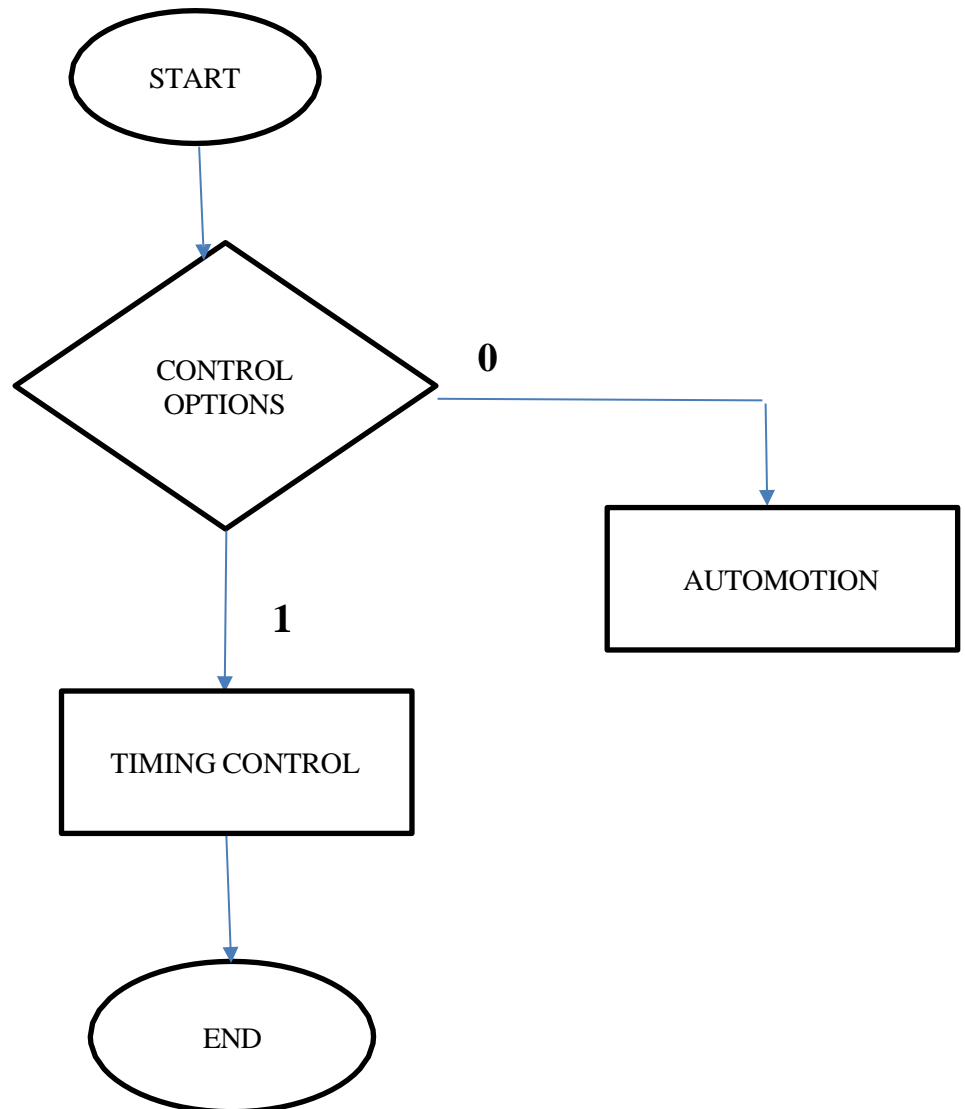 START
CONTROL
OPTIONS
0
AUTOMOTION
1
TIMING CONTROL
END